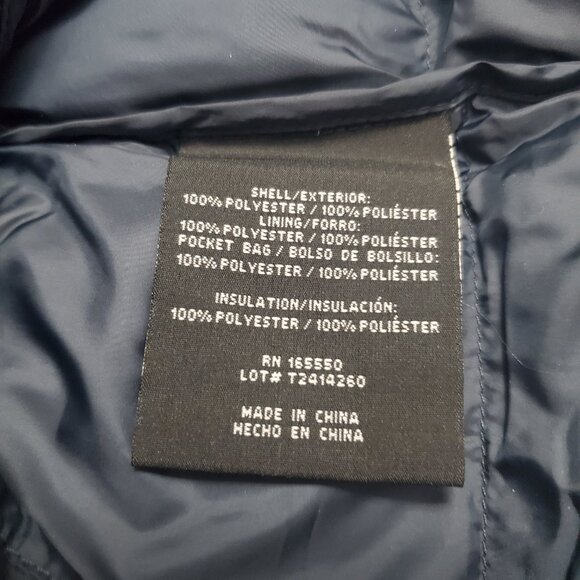 SHELL/EXTERIOR:
100% POLYESTER / 100% POLIÉSTER
LINING/FORRO:
100% POLYESTER / 100% POLIÉSTER
POCKET BAG / BOLSO DE BOLSILLO:
100% POLYESTER / 100% POLIÉSTER
INSULATION/INSULACIÓN:
100% POLYESTER / 100% POLIÉSTER
RN 165550
LOT# T2414260
MADE IN CHINA
HECHO EN CHINA